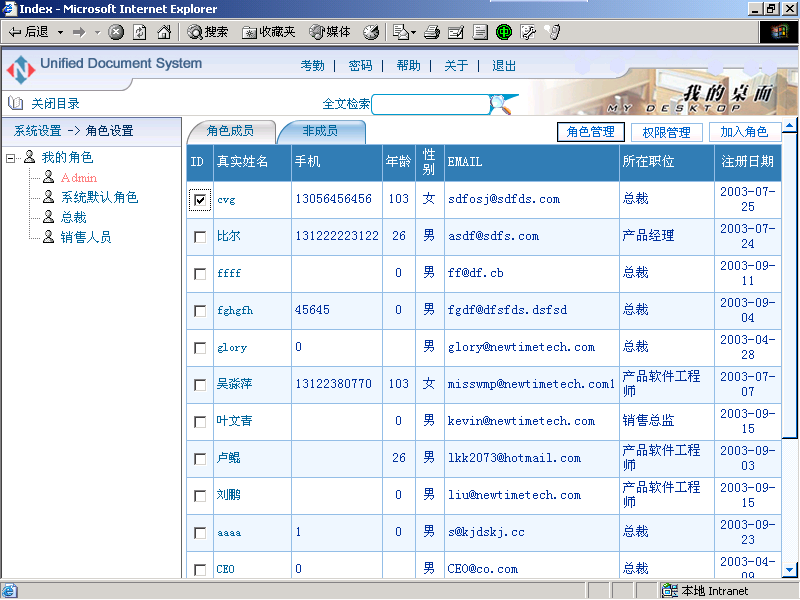 Index - Microsoft Internet Explorer
后退 搜索 收藏夹 媒体
Unified Document System
考勤 | 密码 | 帮助 | 关于 | 退出
关闭目录 全文检索
我的桌面
MY DESKTOP
系统设置 -> 角色设置
我的角色
Admin
系统默认角色
总裁
销售人员
角色成员 非成员 角色管理 权限管理 加入角色
ID 真实姓名 手机 年龄 性别 EMAIL 所在职位 注册日期
cvg 13056456456 103 女 sdfosj@sdfds.com 总裁 2003-07-25
比尔 131222223122 26 男 asdf@sdfs.com 产品经理 2003-07-24
ffff 0 男 ff@df.cb 总裁 2003-09-11
fghgfh 45645 0 男 fgdf@dfsfds.dsfsd 总裁 2003-09-04
glory 0 男 glory@newtimetech.com 总裁 2003-04-28
吴淼萍 13122380770 103 女 misswmp@newtimetech.com1 产品软件工程师 2003-07-07
叶文青 0 男 kevin@newtimetech.com 销售总监 2003-09-15
卢鲲 26 男 lkk2073@hotmail.com 产品软件工程师 2003-09-03
刘鹏 0 男 liu@newtimetech.com 产品软件工程师 2003-09-15
aaaa 1 0 男 s@kjdskj.cc 总裁 2003-09-23
CEO 0 男 CEO@co.com 总裁 2003-04-09
本地 Intranet